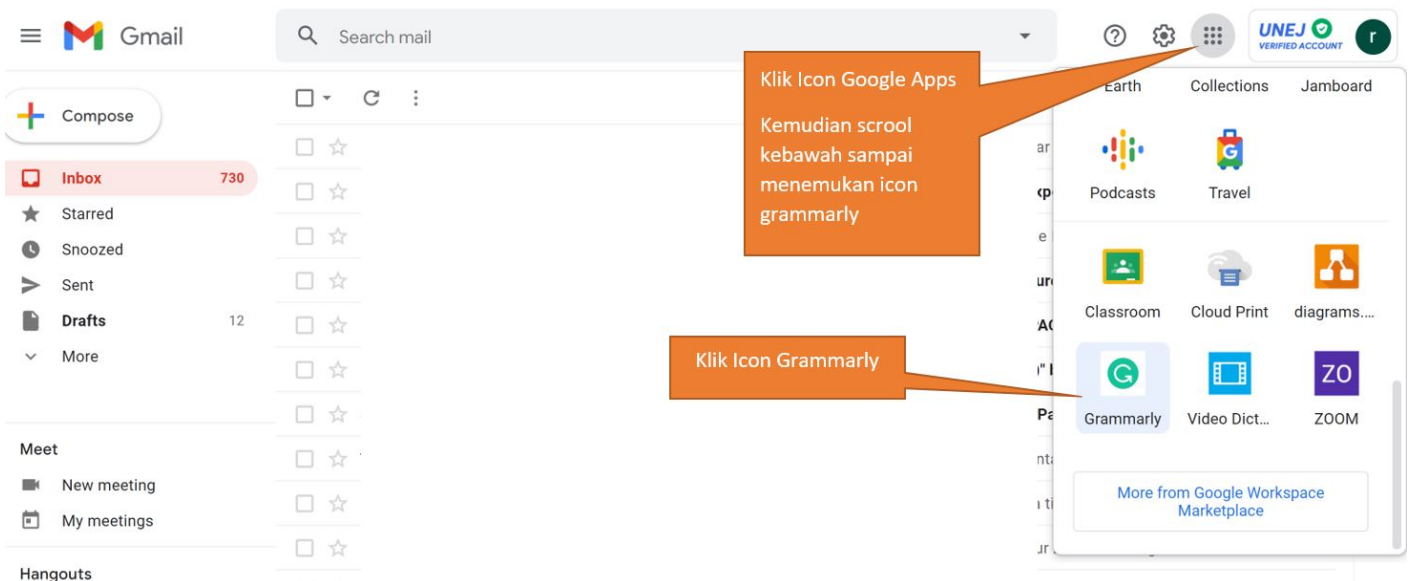 Gmail
Search mail
UNEJ
VERIFIED ACCOUNT
r
Compose
Inbox 730
Starred
Snoozed
Sent
Drafts 12
More
Meet
New meeting
My meetings
Hangouts
Klik Icon Google Apps
Kemudian scrool
kebawah sampai
menemukan icon
grammarly
Klik Icon Grammarly
Earth Collections Jamboard
Podcasts Travel
Classroom Cloud Print diagrams....
Grammarly Video Dict... ZOOM
ZO
More from Google Workspace
Marketplace